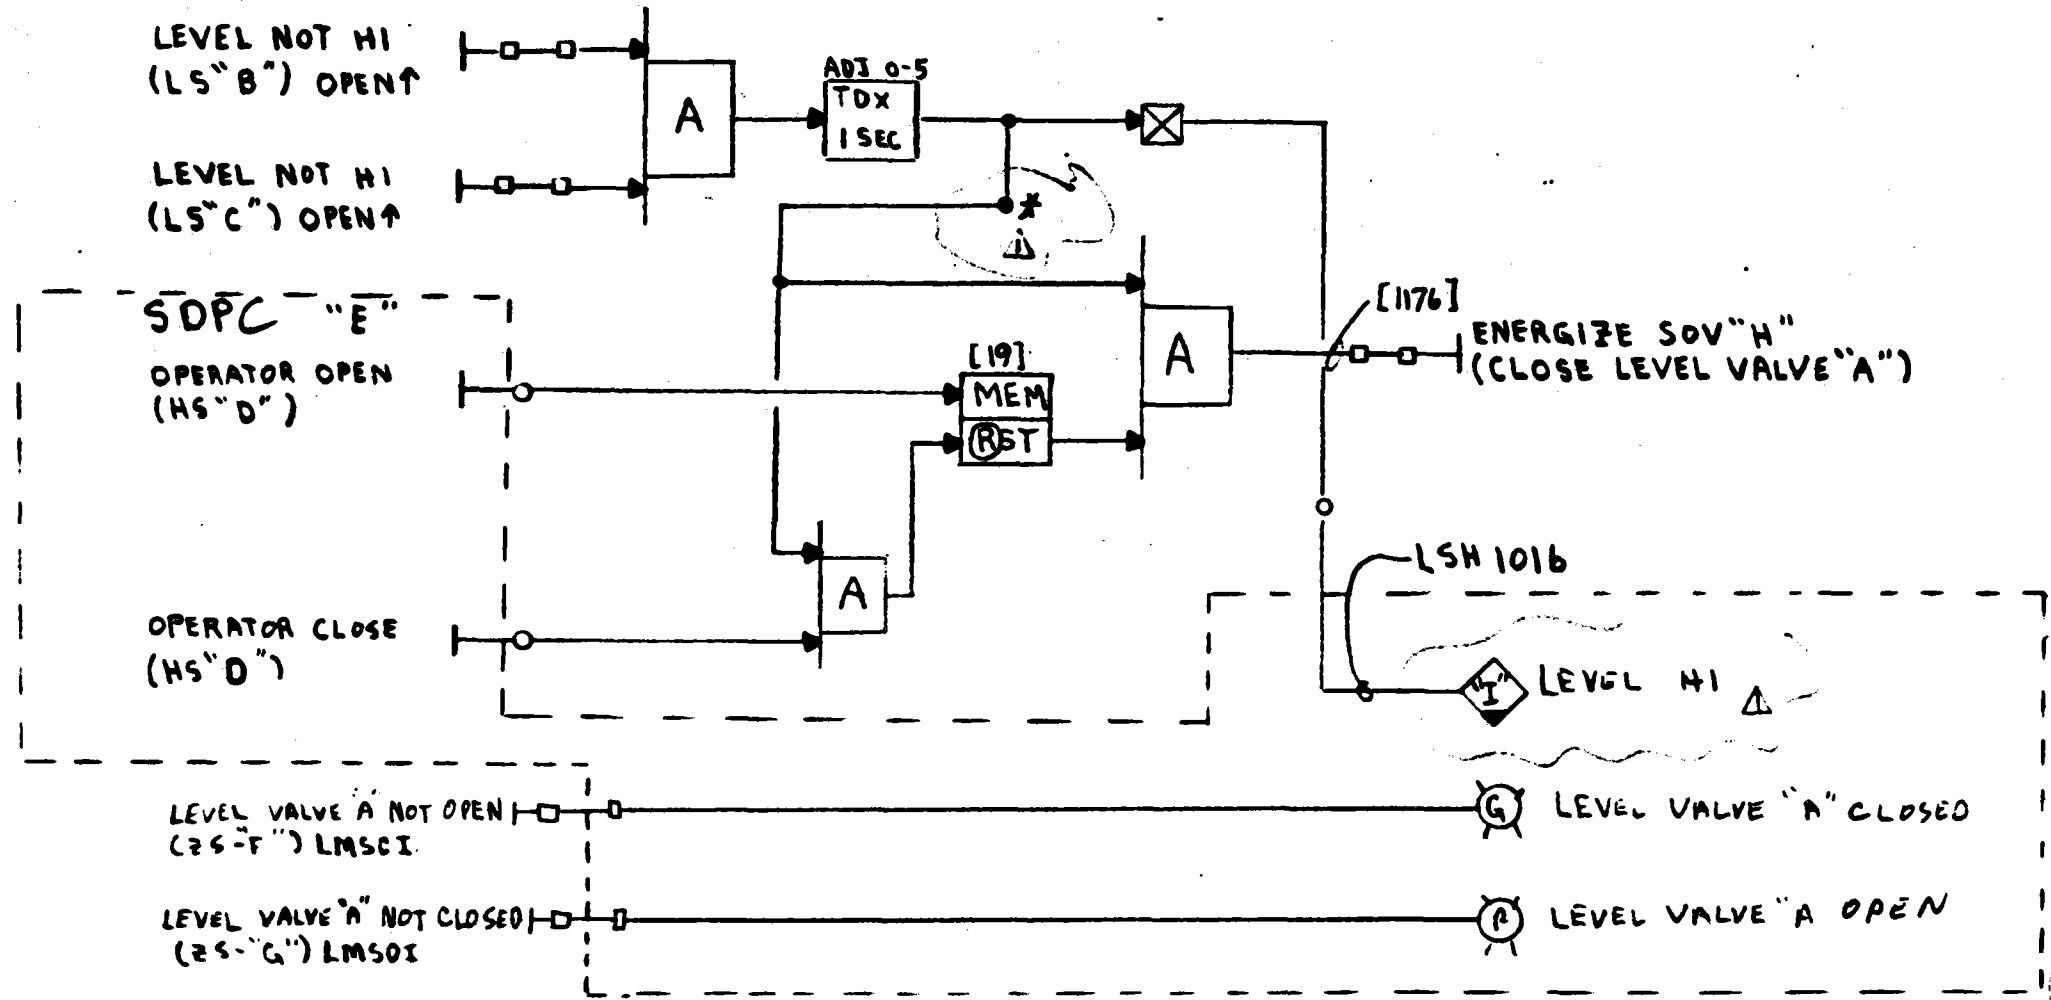 LEVEL NOT HI
(LS"B") OPEN↑
A
ADJ 0-5
TDX
1 SEC
LEVEL NOT HI
(LS"C") OPEN↑
*
1
SDPC "E"
OPERATOR OPEN
(HS"D")
[19]
MEM
RST
A
[1176]
ENERGIZE SOV"H"
(CLOSE LEVEL VALVE"A")
A
LSH 1016
OPERATOR CLOSE
(HS"D")
"I"
LEVEL HI
1
LEVEL VALVE "A" NOT OPEN
(ZS-"F") LMSCI
G
LEVEL VALVE "A" CLOSED
LEVEL VALVE "A" NOT CLOSED
(ZS-"G") LMSOI
R
LEVEL VALVE "A OPEN